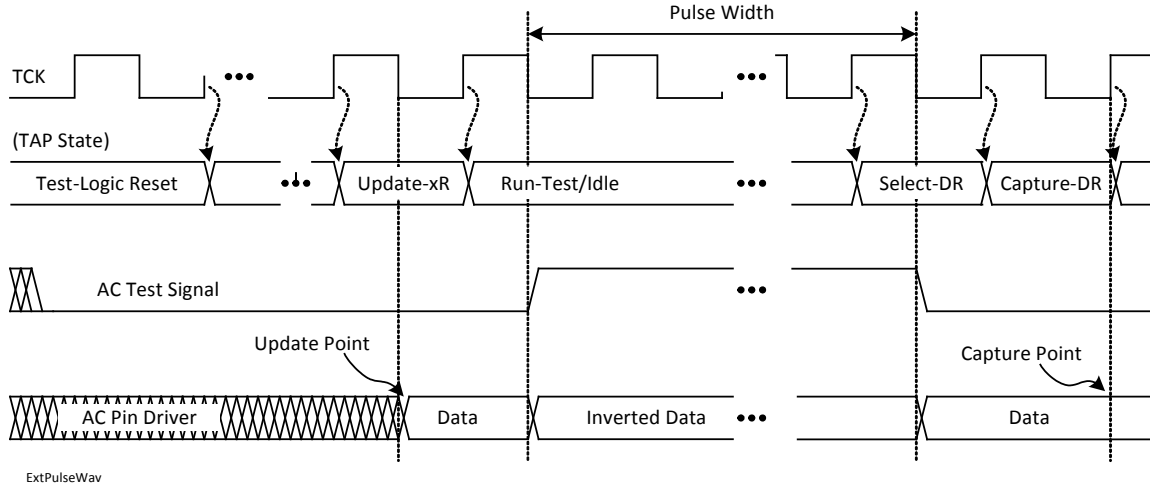 Pulse Width
TCK
(TAP State)
Test-Logic Reset
Update-xR
Run-Test/Idle
Select-DR
Capture-DR
AC Test Signal
Update Point
Capture Point
AC Pin Driver
Data
Inverted Data
Data
ExtPulseWav